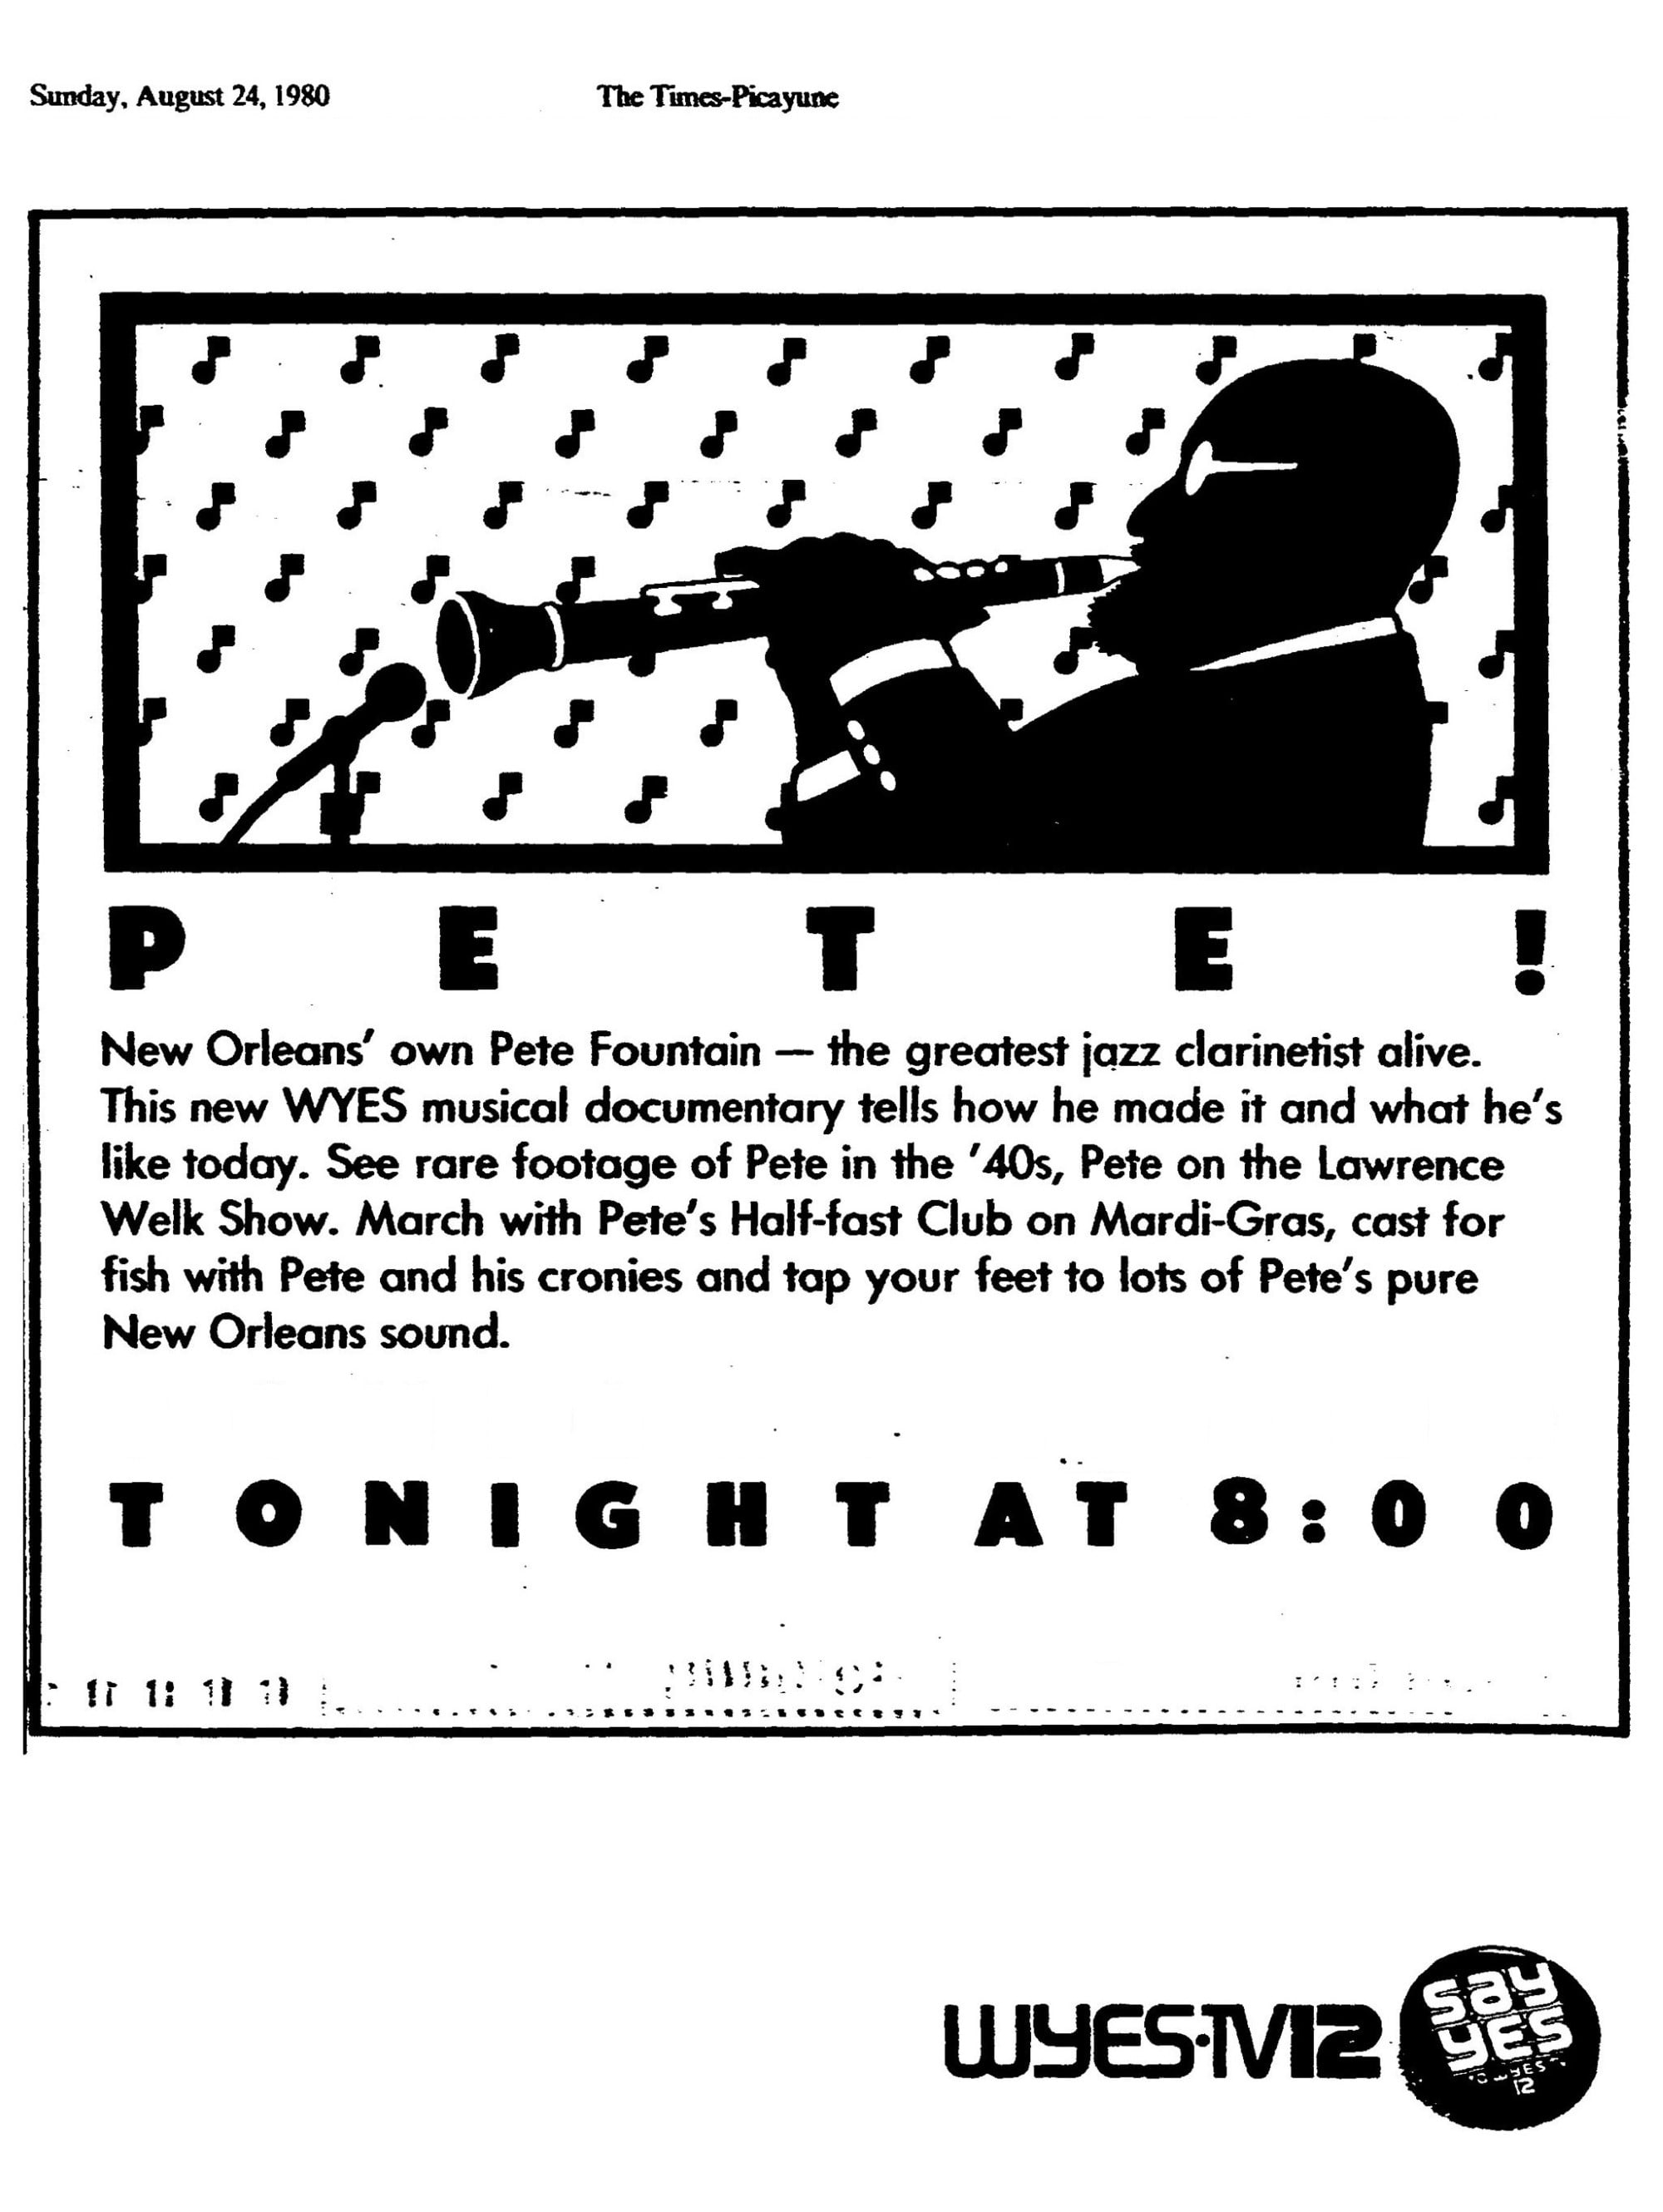 Sunday, August 24, 1980
The Times-Picayune
PETE!
New Orleans' own Pete Fountain — the greatest jazz clarinetist alive.
This new WYES musical documentary tells how he made it and what he's
like today. See rare footage of Pete in the '40s, Pete on the Lawrence
Welk Show. March with Pete's Half-fast Club on Mardi-Gras, cast for
fish with Pete and his cronies and tap your feet to lots of Pete's pure
New Orleans sound.
TONIGHT AT 8:00
WYES·TV12
Say
YES
WYES
12